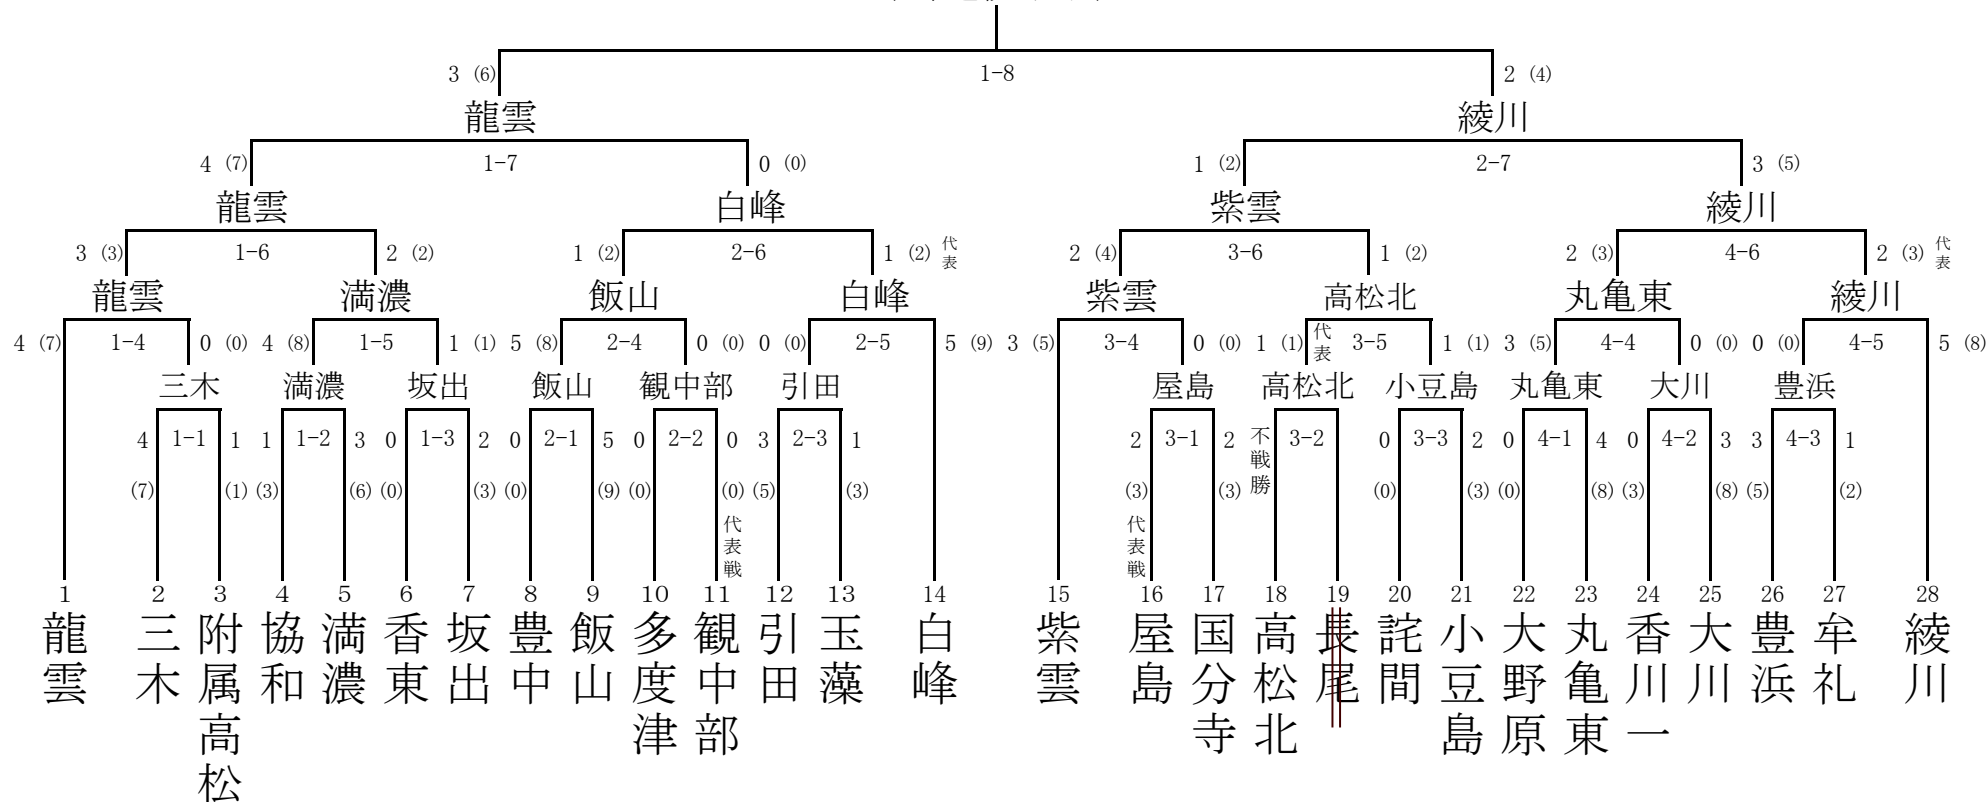 3 (6) 1-8 2 (4)
龍雲 綾川
4 (7) 1-7 0 (0) 1 (2) 2-7 3 (5)
龍雲 白峰 紫雲 綾川
3 (3) 1-6 2 (2) 1 (2) 2-6 1 (2) 代表 2 (4) 3-6 1 (2) 2 (3) 4-6 2 (3) 代表
龍雲 満濃 飯山 白峰 紫雲 高松北 丸亀東 綾川
4 (7) 1-4 0 (0) 4 (8) 1-5 1 (1) 5 (8) 2-4 0 (0) 0 (0) 2-5 5 (9) 3 (5) 3-4 0 (0) 1 (1) 代表 3-5 1 (1) 3 (5) 4-4 0 (0) 0 (0) 4-5 5 (8)
三木 満濃 坂出 飯山 観中部 引田 屋島 高松北 小豆島 丸亀東 大川 豊浜
4 1-1 1 1 1-2 3 0 1-3 2 0 2-1 5 0 2-2 0 3 2-3 1 2 3-1 2 不戦勝 3-2 0 3-3 2 0 4-1 4 0 4-2 3 3 4-3 1
(7) (1) (3) (6) (0) (3) (0) (9) (0) (0) (5) (3) (3) (3) (0) (3) (0) (8) (3) (8) (5) (2)
代表戦 代表戦
1 2 3 4 5 6 7 8 9 10 11 12 13 14 15 16 17 18 19 20 21 22 23 24 25 26 27 28
龍雲
三木
附属高松
協和
満濃
香東
坂出
豊中
飯山
多度津
観中部
引田
玉藻
白峰
紫雲
屋島
国分寺
高松北
長尾
詫間
小豆島
大野原
丸亀東
香川一
大川
豊浜
牟礼
綾川